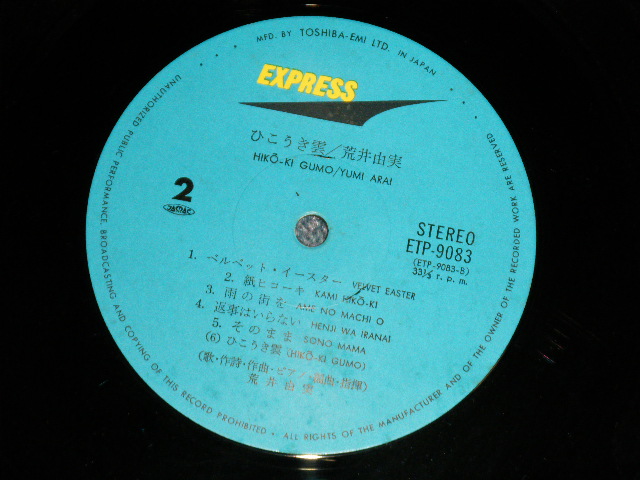 MFD. BY TOSHIBA-EMI LTD. IN JAPAN
EXPRESS
ひこうき雲/荒井由実
HIKŌ-KI GUMO/YUMI ARAI
2
JASRAC
STEREO
ETP-9083
(ETP-9083-B)
33⅓ r.p.m.
1. ベルベット・イースター VELVET EASTER
2. 紙ヒコーキ KAMI HIKŌ-KI
3. 雨の街を AME NO MACHI O
4. 返事はいらない HENJI WA IRANAI
5. そのまま SONO MAMA
(6) ひこうき雲 (HIKŌ-KI GUMO)
(歌・作詩・作曲・ピアノ・編曲・指揮)
荒井由実
UNAUTHORIZED PUBLIC PERFORMANCE, BROADCASTING AND COPYING OF THIS RECORD PROHIBITED • ALL RIGHTS OF THE MANUFACTURER AND OF THE OWNER OF THE RECORDED WORK ARE RESERVED